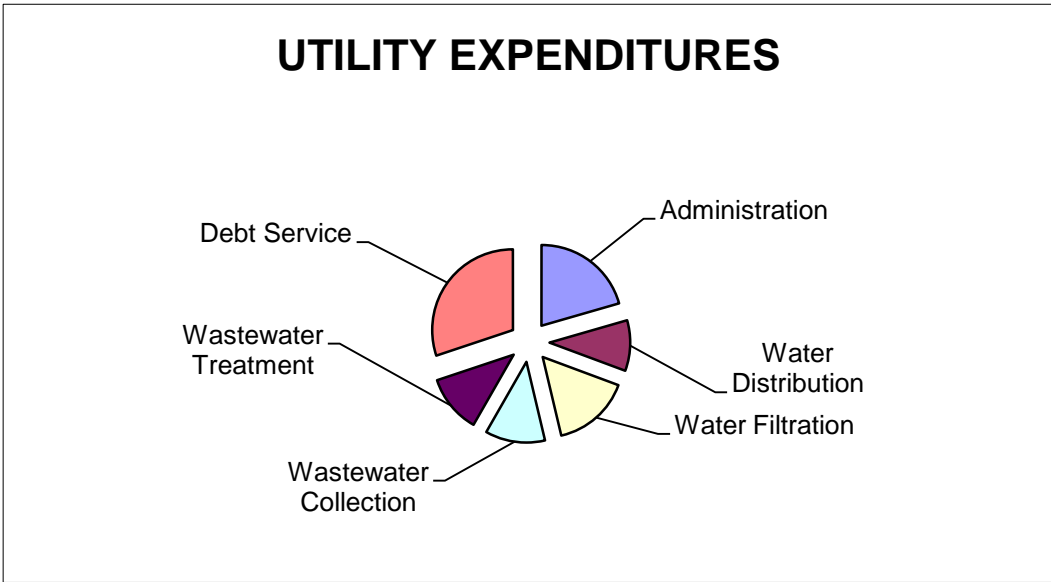 UTILITY EXPENDITURES
Administration
Debt Service
Wastewater
Treatment
Water
Distribution
Water Filtration
Wastewater
Collection